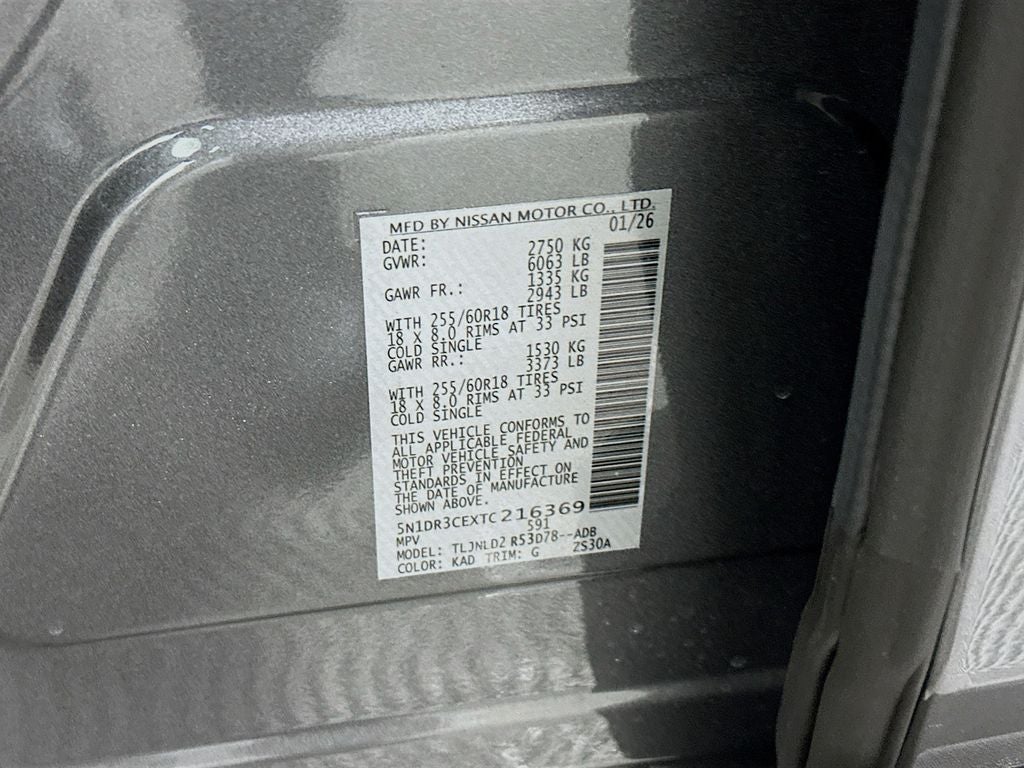 MFD BY NISSAN MOTOR CO., LTD.
DATE: 01/26
GVWR: 2750 KG
6063 LB
1335 KG
GAWR FR.: 2943 LB
WITH 255/60R18 TIRES
18 X 8.0 RIMS AT 33 PSI
COLD SINGLE
1530 KG
GAWR RR.: 3373 LB
WITH 255/60R18 TIRES
18 X 8.0 RIMS AT 33 PSI
COLD SINGLE
THIS VEHICLE CONFORMS TO
ALL APPLICABLE FEDERAL
MOTOR VEHICLE SAFETY AND
THEFT PREVENTION
STANDARDS IN EFFECT ON
THE DATE OF MANUFACTURE
SHOWN ABOVE.
5N1DR3CEXTC216369
MPV 591
MODEL: TLJNLD2 R53D78--ADB
COLOR: KAD TRIM: G ZS30A